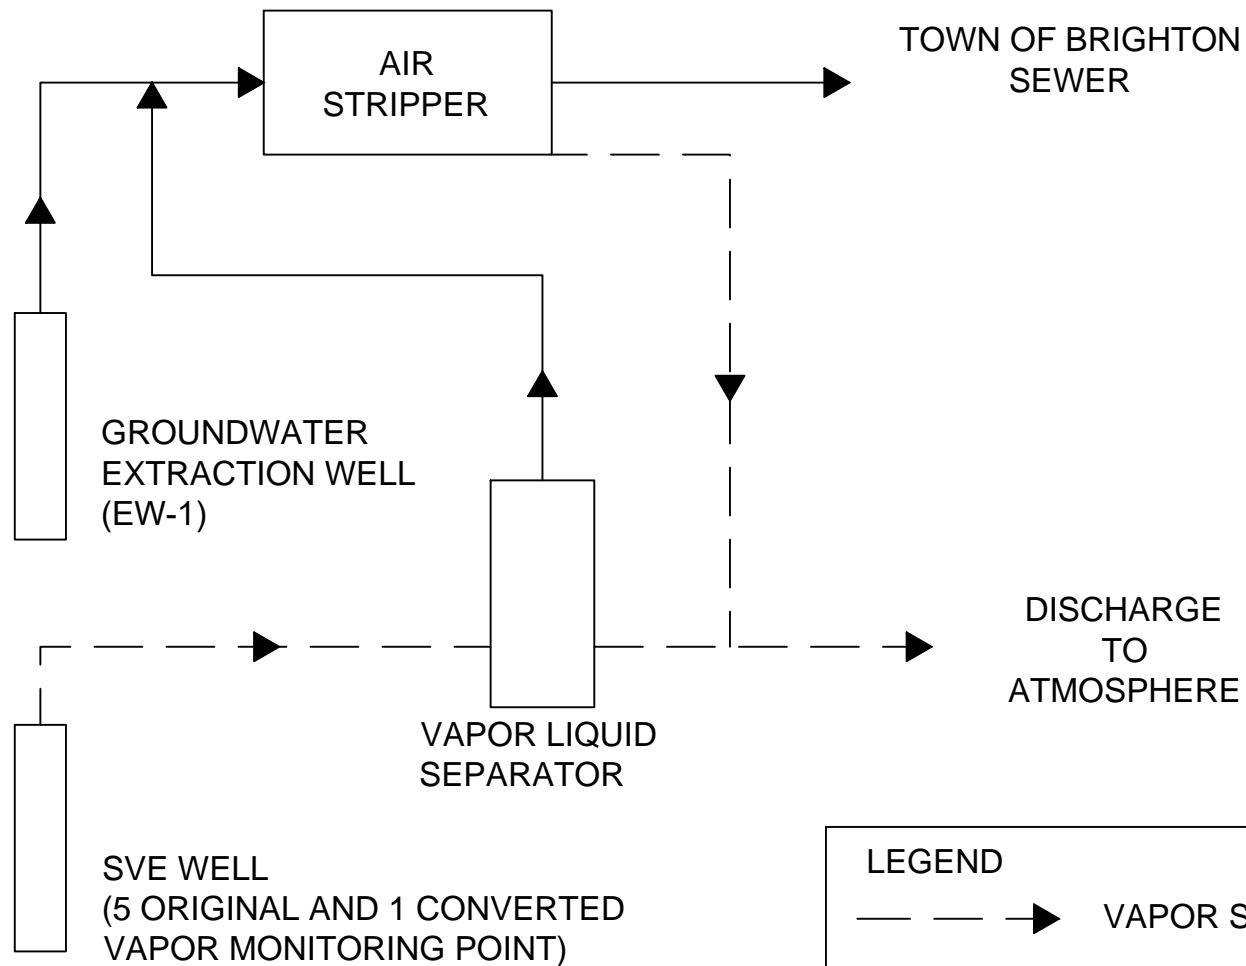 AIR
STRIPPER
TOWN OF BRIGHTON
SEWER
GROUNDWATER
EXTRACTION WELL
(EW-1)
DISCHARGE
TO
ATMOSPHERE
VAPOR LIQUID
SEPARATOR
SVE WELL
(5 ORIGINAL AND 1 CONVERTED
VAPOR MONITORING POINT)
LEGEND
VAPOR S